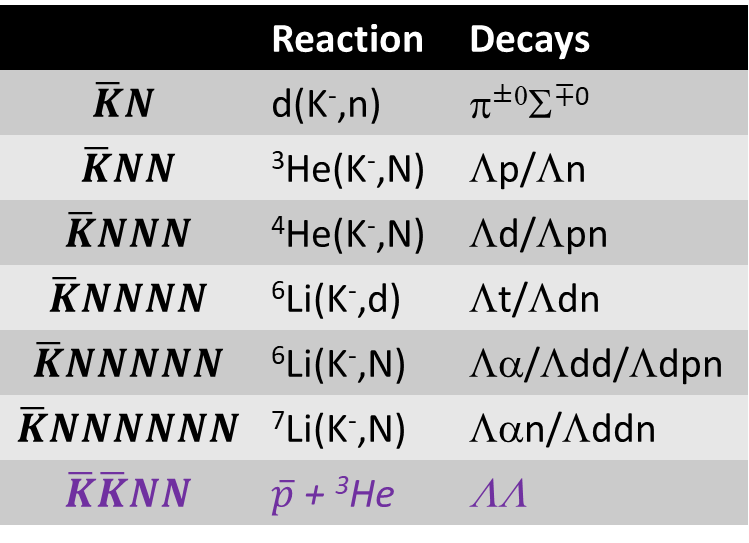 Reaction Decays
K̅N d(K⁻,n) π±⁰Σ∓⁰
K̅NN ³He(K⁻,N) Λp/Λn
K̅NNN ⁴He(K⁻,N) Λd/Λpn
K̅NNNN ⁶Li(K⁻,d) Λt/Λdn
K̅NNNNN ⁶Li(K⁻,N) Λα/Λdd/Λdpn
K̅NNNNNN ⁷Li(K⁻,N) Λαn/Λddn
K̅K̅NN p̅ + ³He ΛΛ